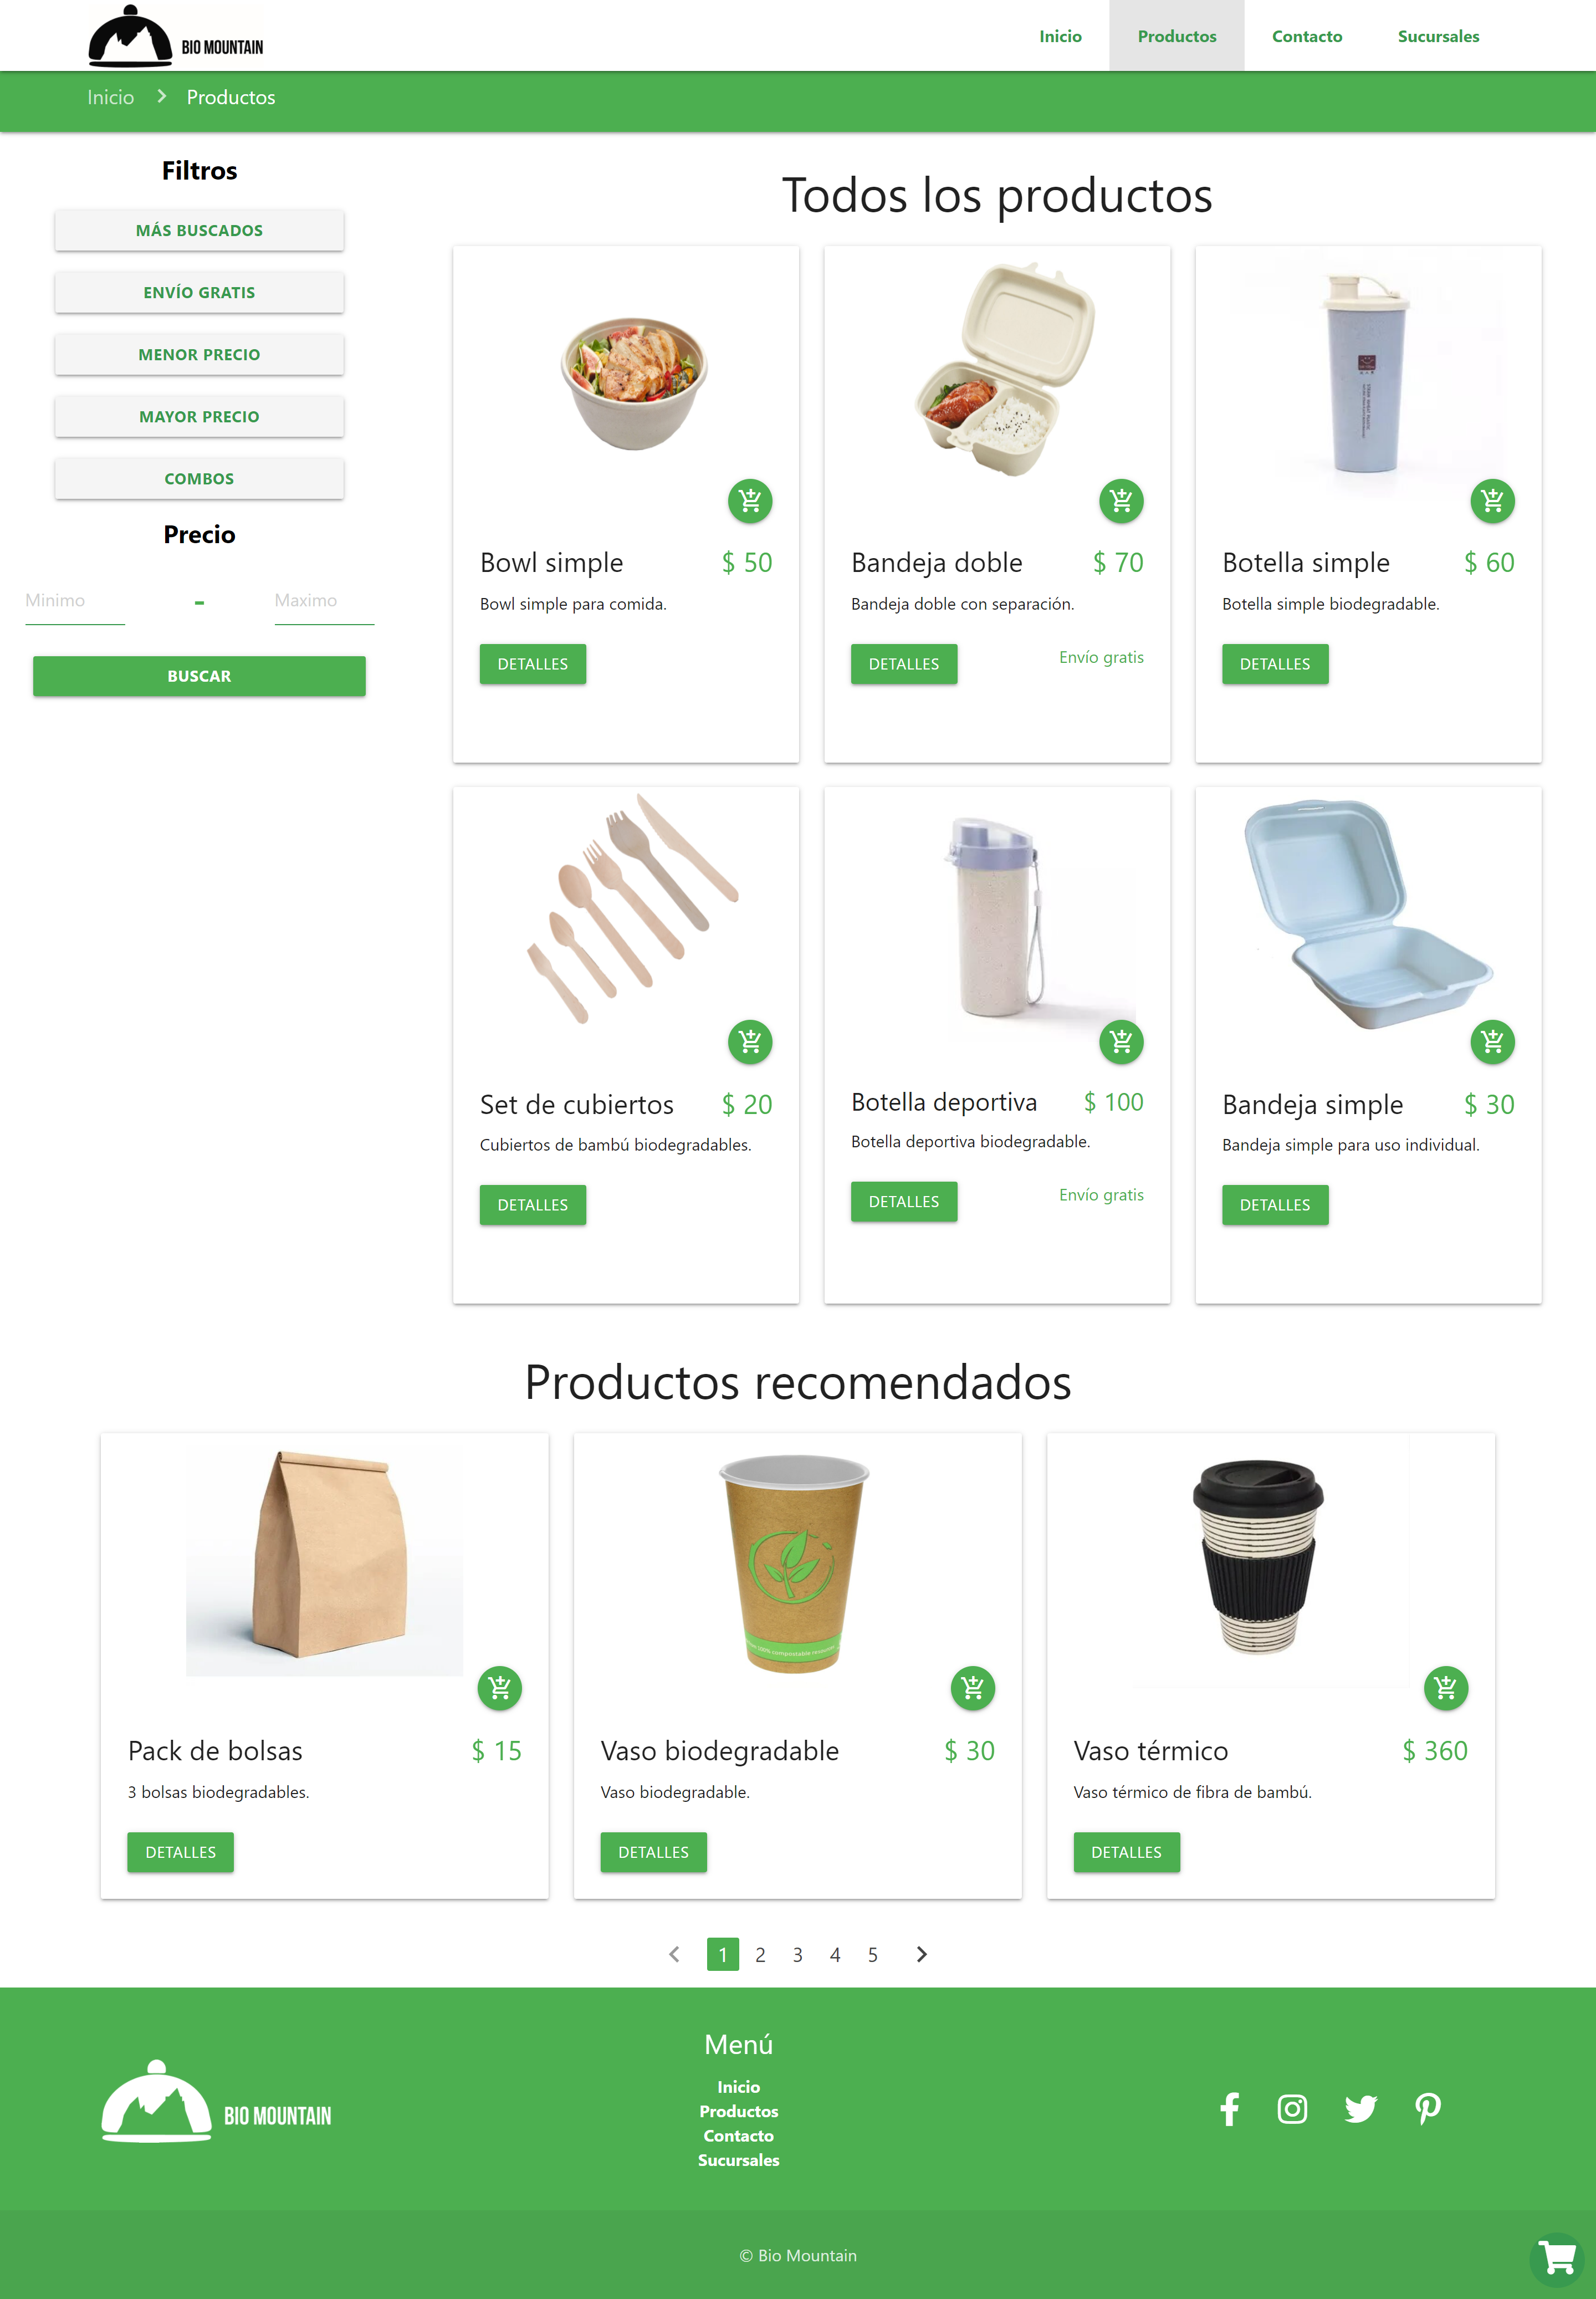 BIO MOUNTAIN
Inicio
Productos
Contacto
Sucursales
Inicio > Productos
Filtros
MÁS BUSCADOS
ENVÍO GRATIS
MENOR PRECIO
MAYOR PRECIO
COMBOS
Precio
Minimo - Maximo
BUSCAR
Todos los productos
Bowl simple $ 50
Bowl simple para comida.
DETALLES
Bandeja doble $ 70
Bandeja doble con separación.
DETALLES Envío gratis
Botella simple $ 60
Botella simple biodegradable.
DETALLES
Set de cubiertos $ 20
Cubiertos de bambú biodegradables.
DETALLES
Botella deportiva $ 100
Botella deportiva biodegradable.
DETALLES Envío gratis
Bandeja simple $ 30
Bandeja simple para uso individual.
DETALLES
Productos recomendados
Pack de bolsas $ 15
3 bolsas biodegradables.
DETALLES
100% compostable
Vaso biodegradable $ 30
Vaso biodegradable.
DETALLES
Vaso térmico $ 360
Vaso térmico de fibra de bambú.
DETALLES
1 2 3 4 5
BIO MOUNTAIN
Menú
Inicio
Productos
Contacto
Sucursales
© Bio Mountain